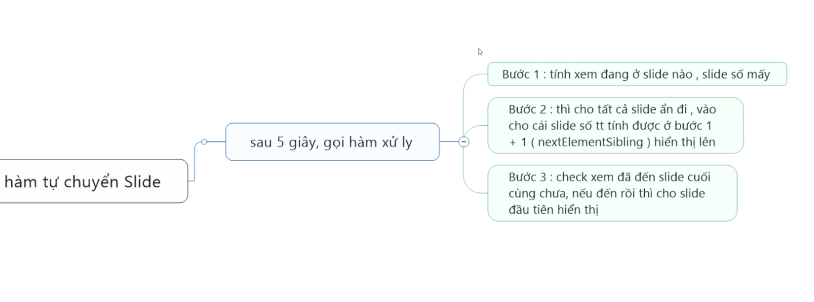 hàm tự chuyển Slide
sau 5 giây, gọi hàm xử ly
Bước 1 : tính xem đang ở slide nào , slide số mấy
Bước 2 : thì cho tất cả slide ẩn đi , vào
cho cái slide số tt tính được ở bước 1
+ 1 ( nextElementSibling ) hiển thị lên
Bước 3 : check xem đã đến slide cuối
cùng chưa, nếu đến rồi thì cho slide
đầu tiên hiển thị